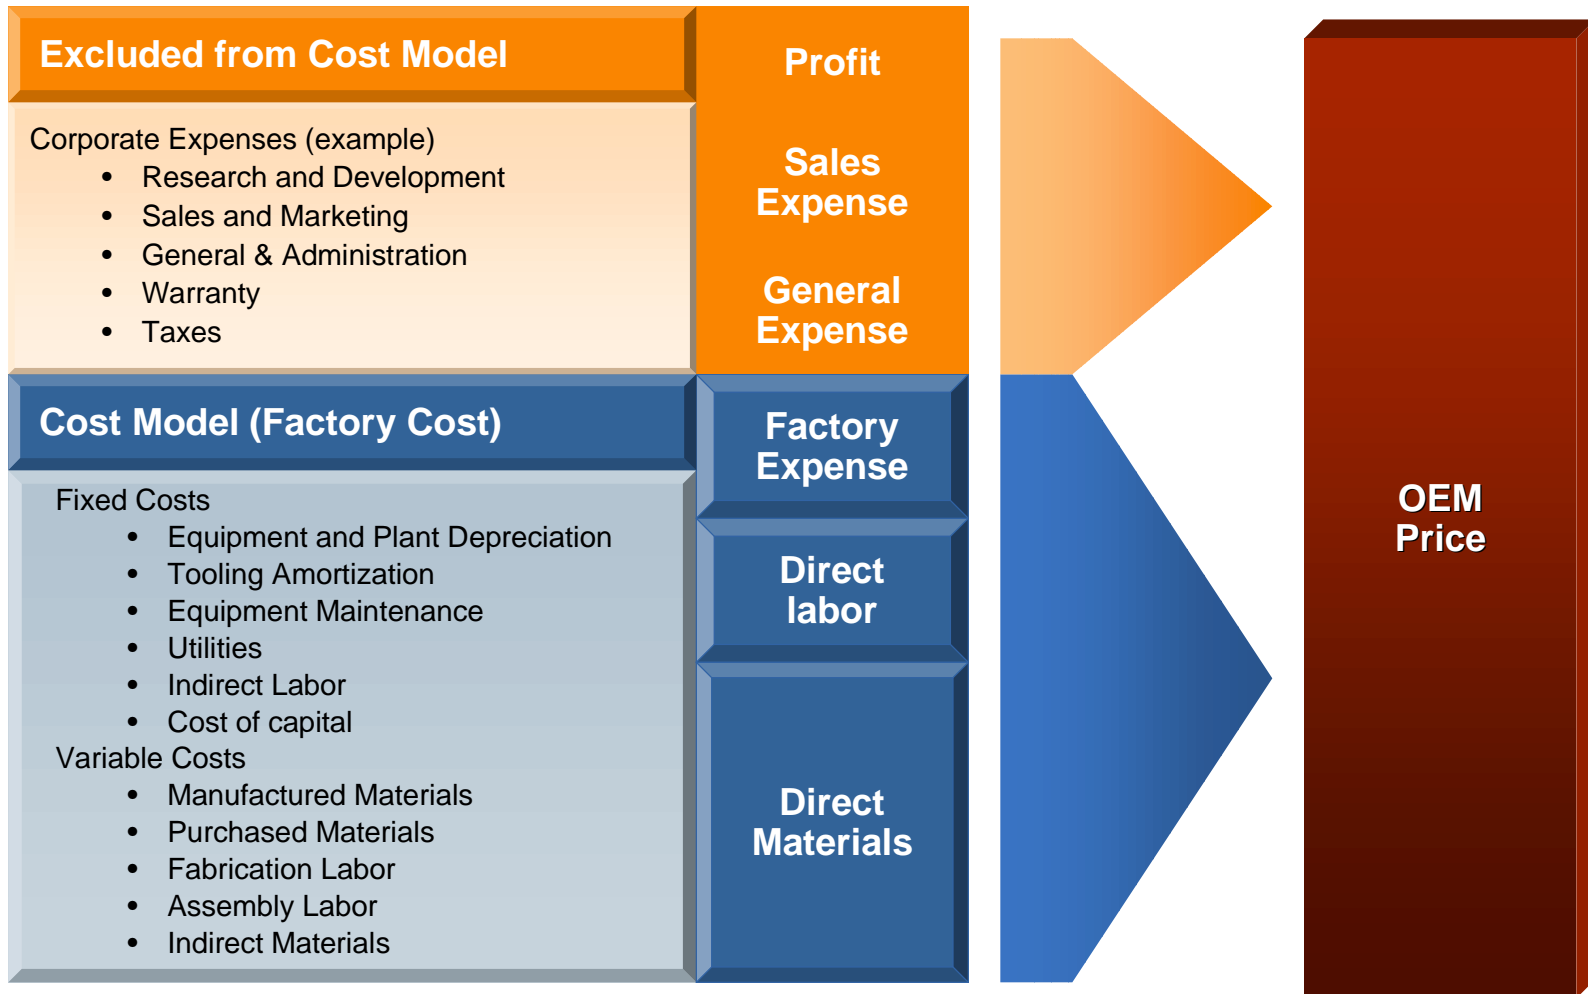 Excluded from Cost Model
Corporate Expenses (example)
• Research and Development
• Sales and Marketing
• General & Administration
• Warranty
• Taxes
Profit
Sales
Expense
General
Expense
Cost Model (Factory Cost)
Fixed Costs
• Equipment and Plant Depreciation
• Tooling Amortization
• Equipment Maintenance
• Utilities
• Indirect Labor
• Cost of capital
Variable Costs
• Manufactured Materials
• Purchased Materials
• Fabrication Labor
• Assembly Labor
• Indirect Materials
Factory
Expense
Direct
labor
Direct
Materials
OEM
Price